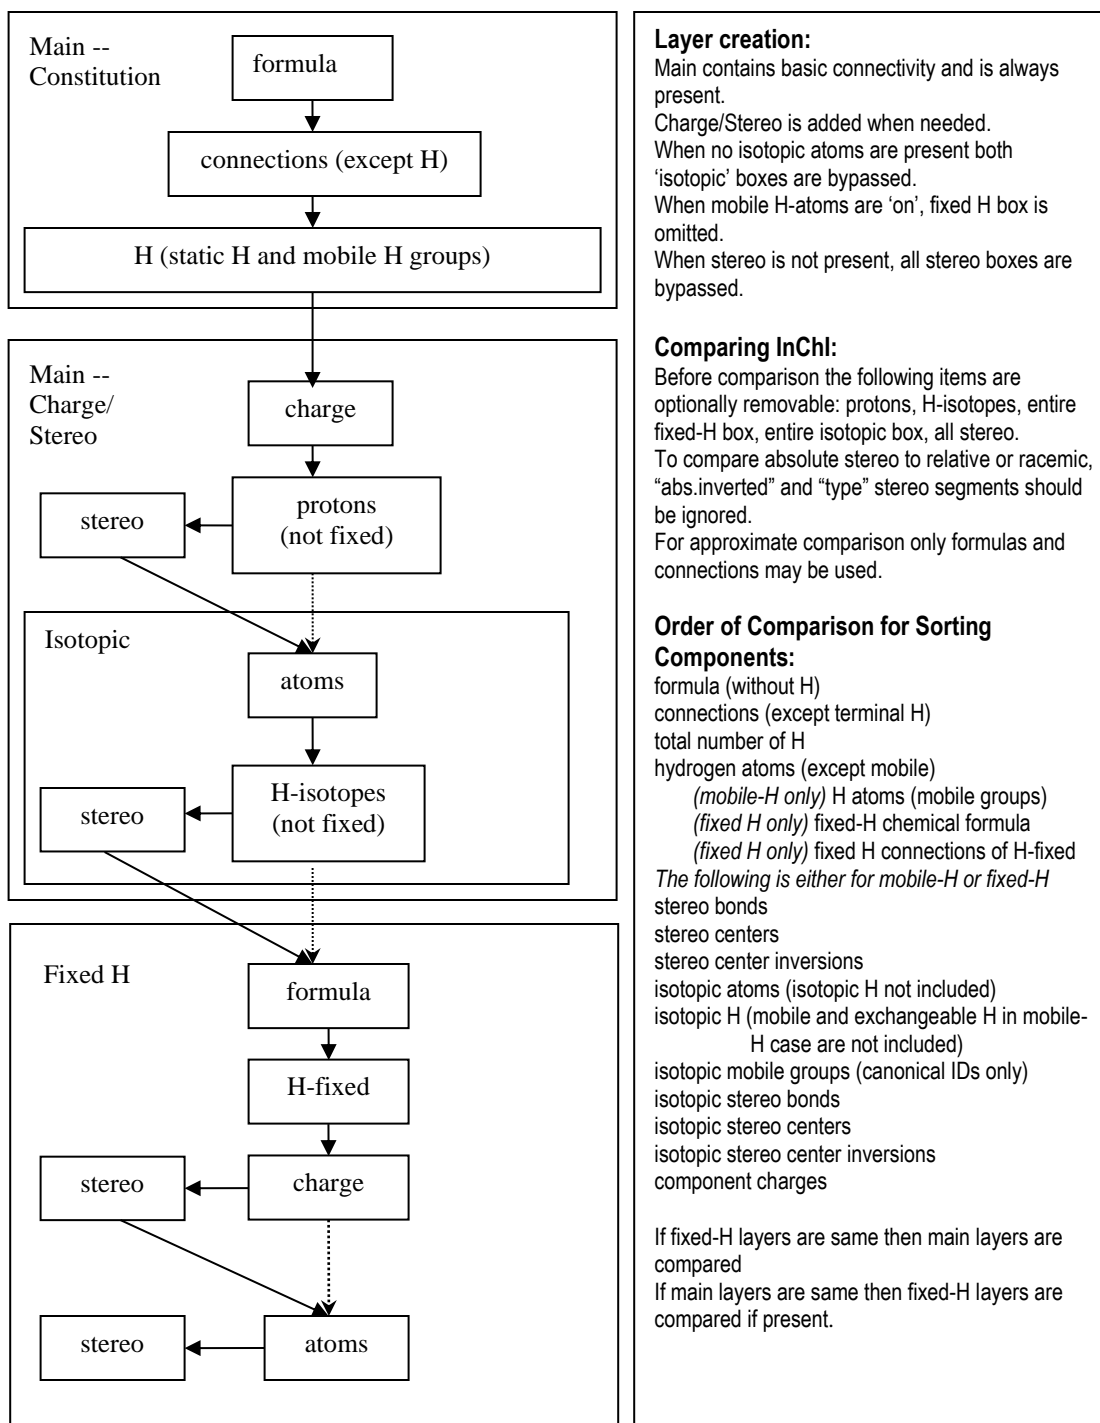 Main --
Constitution
formula
connections (except H)
H (static H and mobile H groups)
Main --
Charge/
Stereo
charge
protons
(not fixed)
stereo
Isotopic
atoms
H-isotopes
(not fixed)
stereo
Fixed H
formula
H-fixed
charge
stereo
atoms
stereo
Layer creation:
Main contains basic connectivity and is always
present.
Charge/Stereo is added when needed.
When no isotopic atoms are present both
‘isotopic’ boxes are bypassed.
When mobile H-atoms are ‘on’, fixed H box is
omitted.
When stereo is not present, all stereo boxes are
bypassed.
Comparing InChI:
Before comparison the following items are
optionally removable: protons, H-isotopes, entire
fixed-H box, entire isotopic box, all stereo.
To compare absolute stereo to relative or racemic,
“abs.inverted” and “type” stereo segments should
be ignored.
For approximate comparison only formulas and
connections may be used.
Order of Comparison for Sorting
Components:
formula (without H)
connections (except terminal H)
total number of H
hydrogen atoms (except mobile)
(mobile-H only) H atoms (mobile groups)
(fixed H only) fixed-H chemical formula
(fixed H only) fixed H connections of H-fixed
The following is either for mobile-H or fixed-H
stereo bonds
stereo centers
stereo center inversions
isotopic atoms (isotopic H not included)
isotopic H (mobile and exchangeable H in mobile-
H case are not included)
isotopic mobile groups (canonical IDs only)
isotopic stereo bonds
isotopic stereo centers
isotopic stereo center inversions
component charges
If fixed-H layers are same then main layers are
compared
If main layers are same then fixed-H layers are
compared if present.